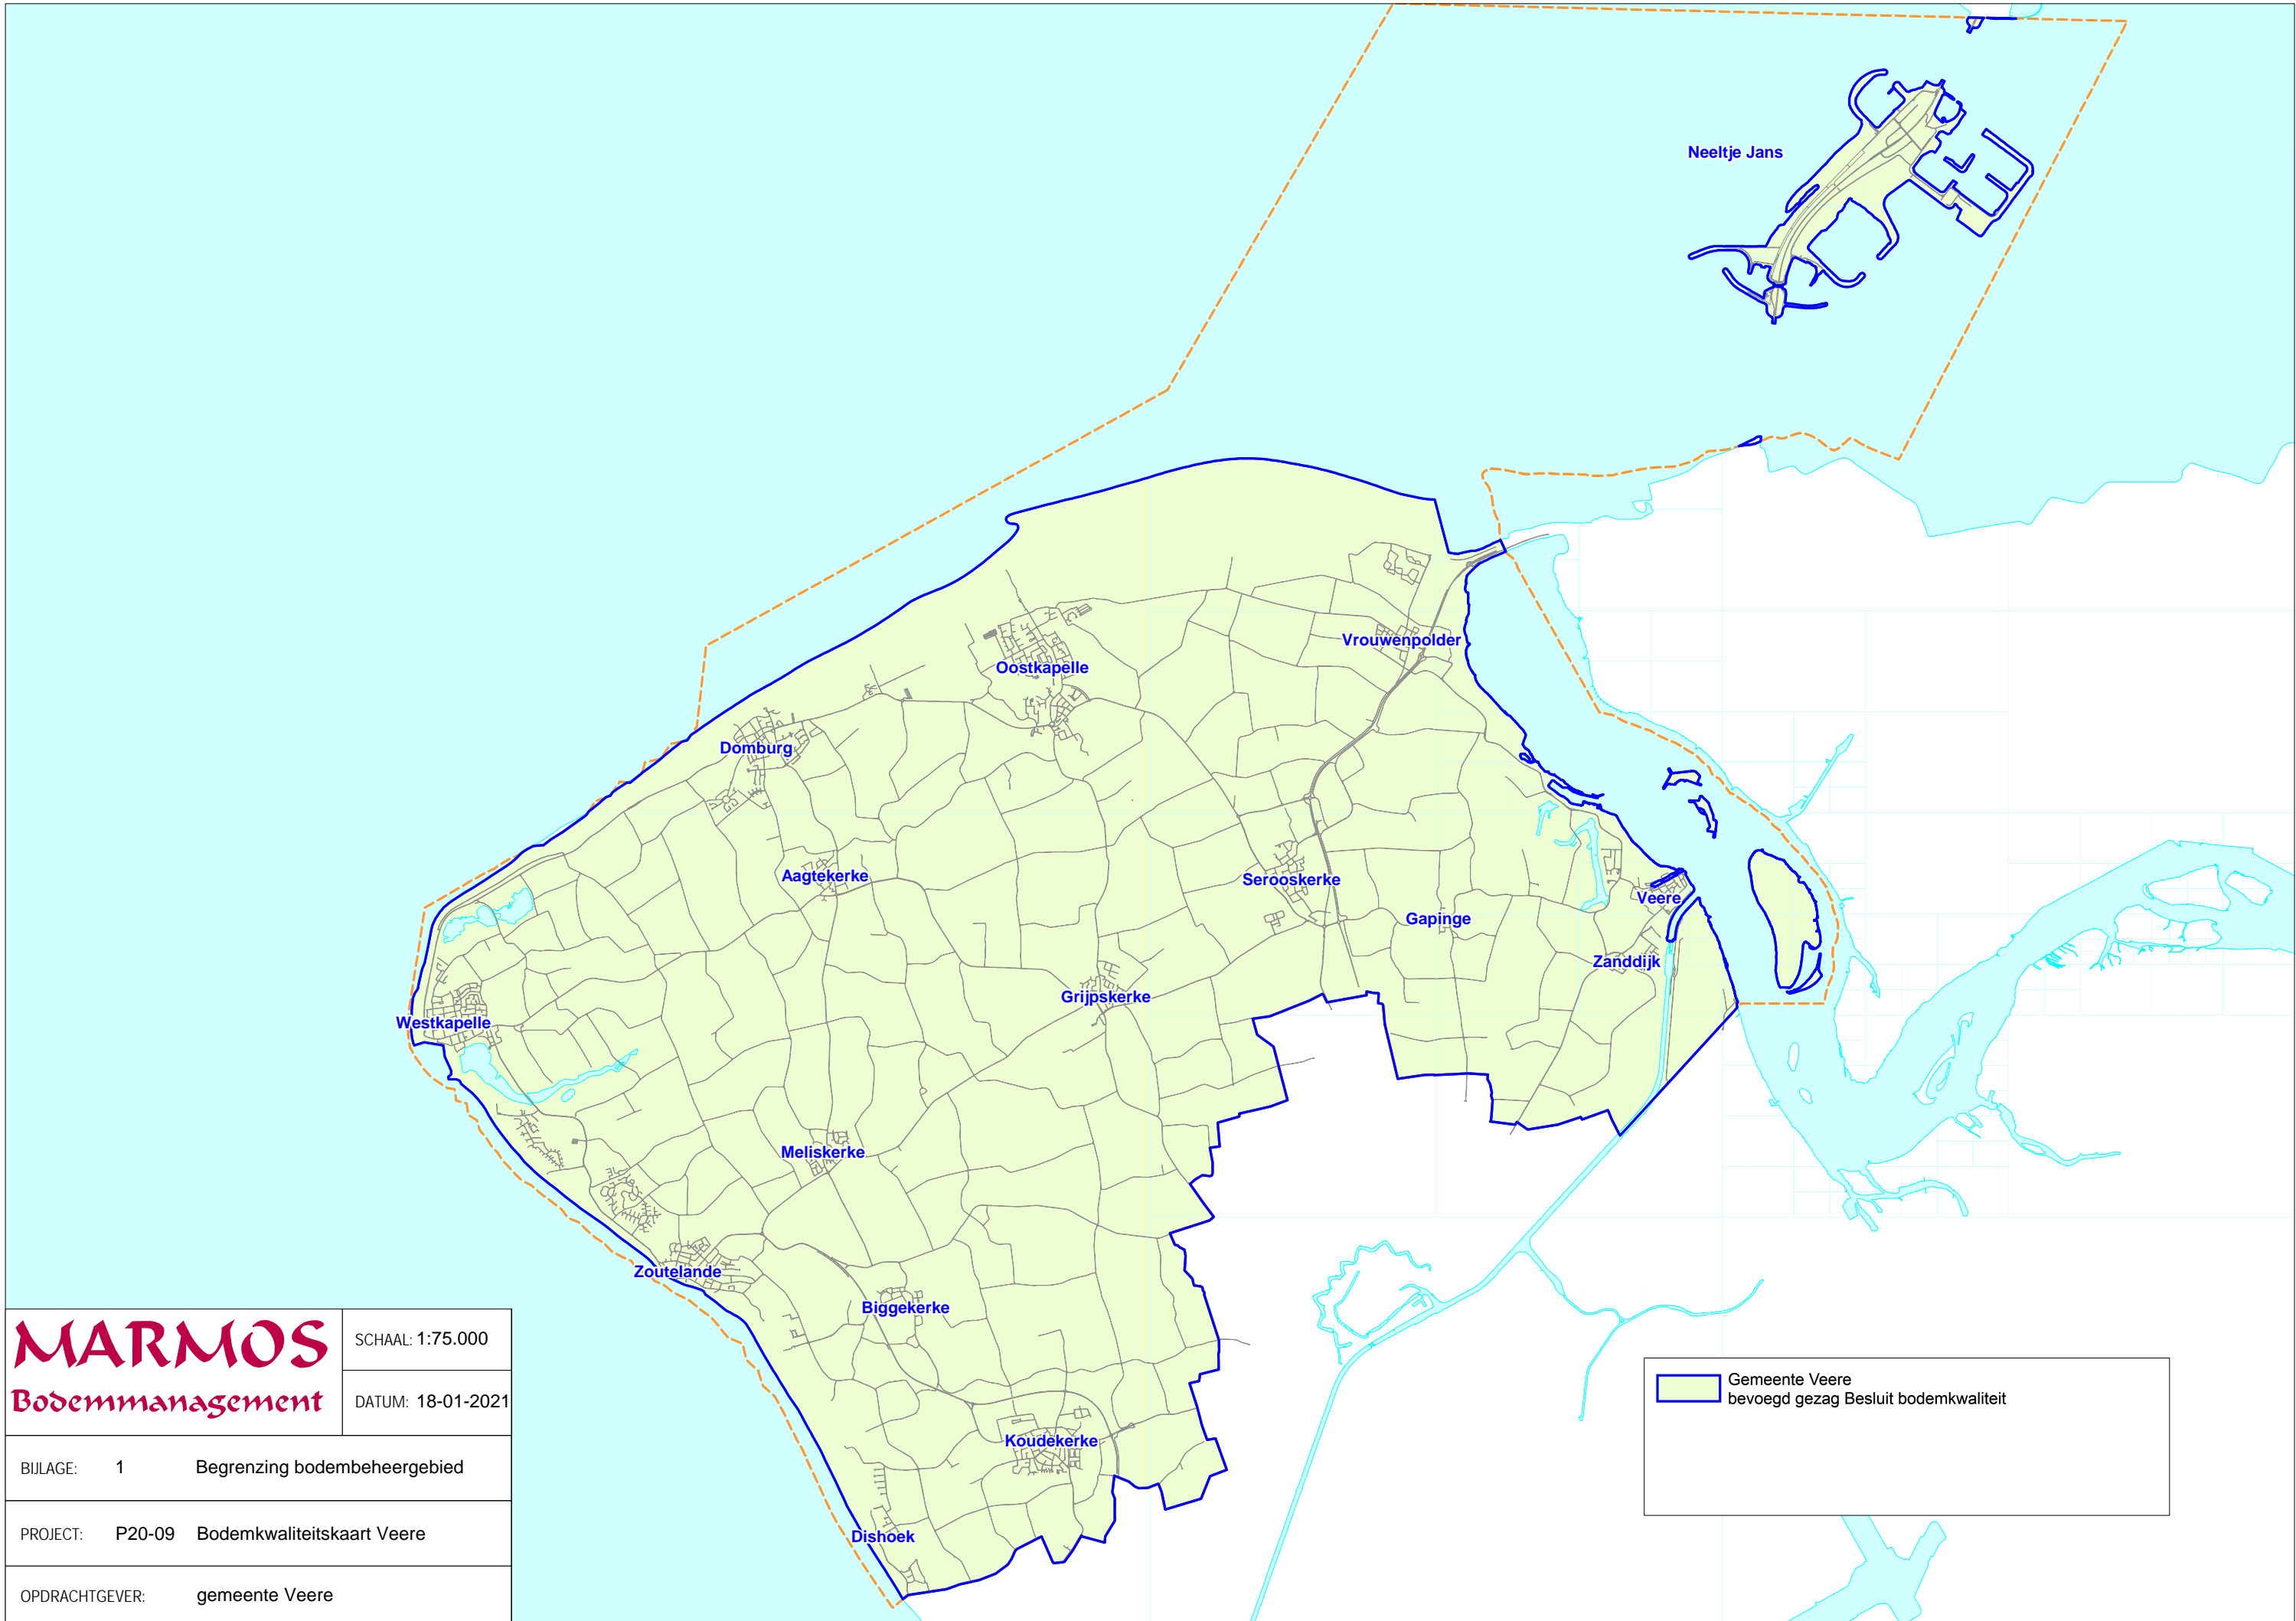 Neeltje Jans
Vrouwenpolder
Oostkapelle
Domburg
Aagtekerke
Serooskerke
Veere
Gapinge
Zanddijk
Grijpskerke
Westkapelle
Meliskerke
Zoutelande
Biggekerke
Koudekerke
Dishoek
MARMOS
Bodemmanagement
SCHAAL: 1:75.000
DATUM: 18-01-2021
BIJLAGE: 1 Begrenzing bodembeheergebied
PROJECT: P20-09 Bodemkwaliteitskaart Veere
OPDRACHTGEVER: gemeente Veere
Gemeente Veere
bevoegd gezag Besluit bodemkwaliteit